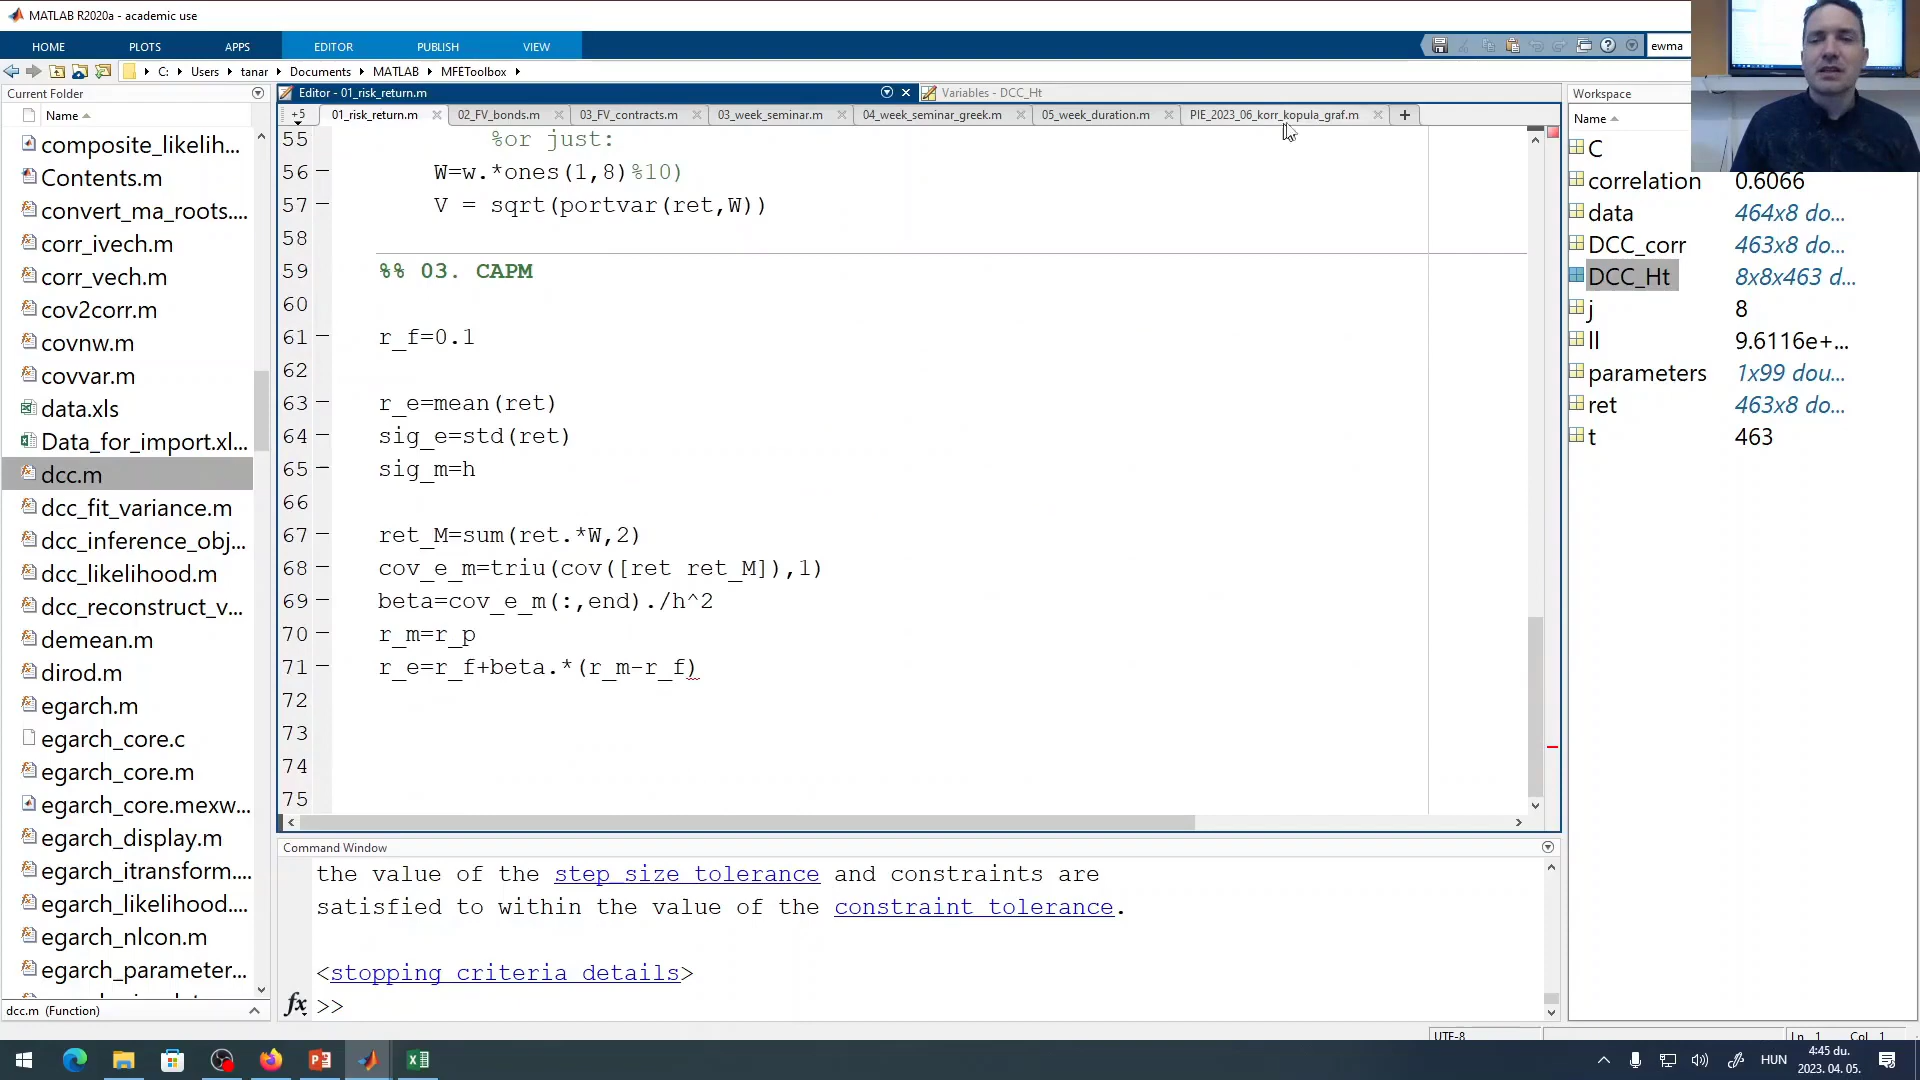 MATLAB R2020a - academic use
HOME PLOTS APPS EDITOR PUBLISH VIEW
ewma
C: Users tanar Documents MATLAB MFEToolbox
Current Folder
Name
composite_likelih...
Contents.m
convert_ma_roots....
corr_ivech.m
corr_vech.m
cov2corr.m
covnw.m
covvar.m
data.xls
Data_for_import.xl...
dcc.m
dcc_fit_variance.m
dcc_inference_obj...
dcc_likelihood.m
dcc_reconstruct_v...
demean.m
dirod.m
egarch.m
egarch_core.c
egarch_core.m
egarch_core.mexw...
egarch_display.m
egarch_itransform....
egarch_likelihood....
egarch_nlcon.m
egarch_parameter...
dcc.m (Function)
Editor - 01_risk_return.m
Variables - DCC_Ht
+5 01_risk_return.m 02_FV_bonds.m 03_FV_contracts.m 03_week_seminar.m 04_week_seminar_greek.m 05_week_duration.m PIE_2023_06_korr_kopula_graf.m +
55 %or just:
56 W=w.*ones(1,8)%10)
57 V = sqrt(portvar(ret,W))
58
59 %% 03. CAPM
60
61 r_f=0.1
62
63 r_e=mean(ret)
64 sig_e=std(ret)
65 sig_m=h
66
67 ret_M=sum(ret.*W,2)
68 cov_e_m=triu(cov([ret ret_M]),1)
69 beta=cov_e_m(:,end)./h^2
70 r_m=r_p
71 r_e=r_f+beta.*(r_m-r_f)
72
73
74
75
Command Window
the value of the step size tolerance and constraints are
satisfied to within the value of the constraint tolerance.
<stopping criteria details>
fx >>
Workspace
Name
C
correlation 0.6066
data 464x8 do...
DCC_corr 463x8 do...
DCC_Ht 8x8x463 d...
j 8
ll 9.6116e+...
parameters 1x99 dou...
ret 463x8 do...
t 463
UTF-8 Ln 1 Col 1
HUN
4:45 du.
2023. 04. 05.